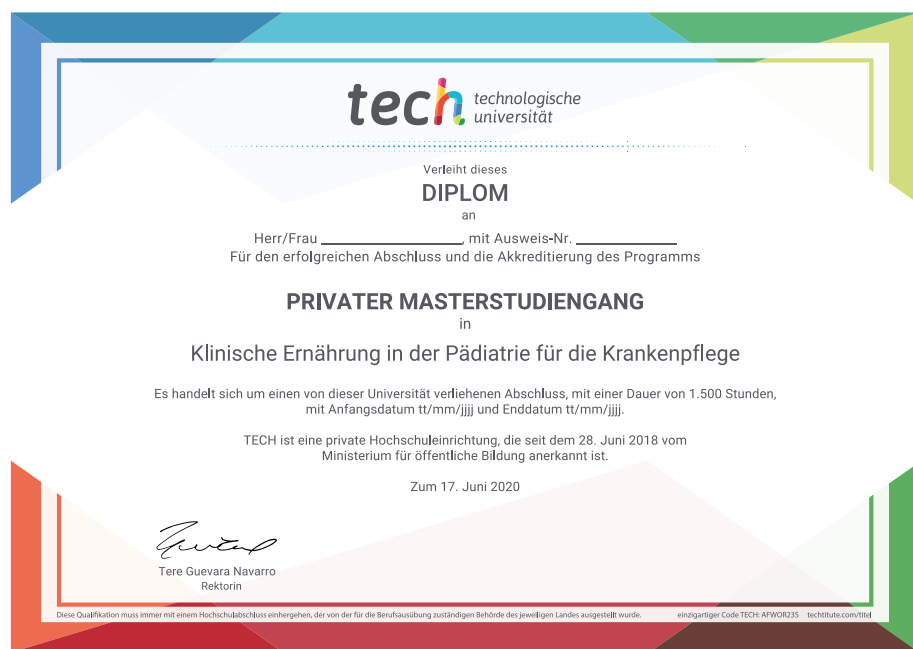 tech technologische
universität
Verleiht dieses
DIPLOM
an
Herr/Frau ____________________, mit Ausweis-Nr. ______________
Für den erfolgreichen Abschluss und die Akkreditierung des Programms
PRIVATER MASTERSTUDIENGANG
in
Klinische Ernährung in der Pädiatrie für die Krankenpflege
Es handelt sich um einen von dieser Universität verliehenen Abschluss, mit einer Dauer von 1.500 Stunden,
mit Anfangsdatum tt/mm/jjjj und Enddatum tt/mm/jjjj.
TECH ist eine private Hochschuleinrichtung, die seit dem 28. Juni 2018 vom
Ministerium für öffentliche Bildung anerkannt ist.
Zum 17. Juni 2020
Tere Guevara Navarro
Rektorin
Diese Qualifikation muss immer mit einem Hochschulabschluss einhergehen, der von der für die Berufsausübung zuständigen Behörde des jeweiligen Landes ausgestellt wurde. einzigartiger Code TECH: AFWOR23S techtitute.com/titel